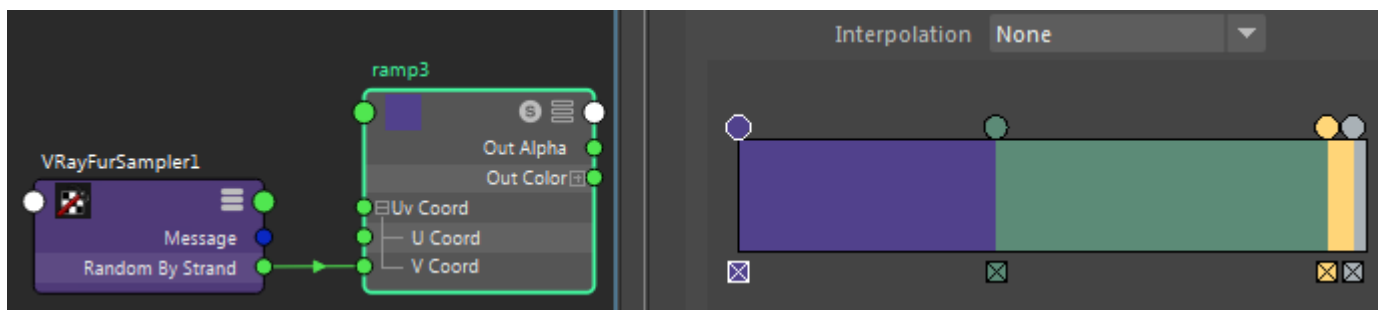 Interpolation None
ramp3
S
Out Alpha
Out Color
VRayFurSampler1
Uv Coord
Message
U Coord
Random By Strand
V Coord